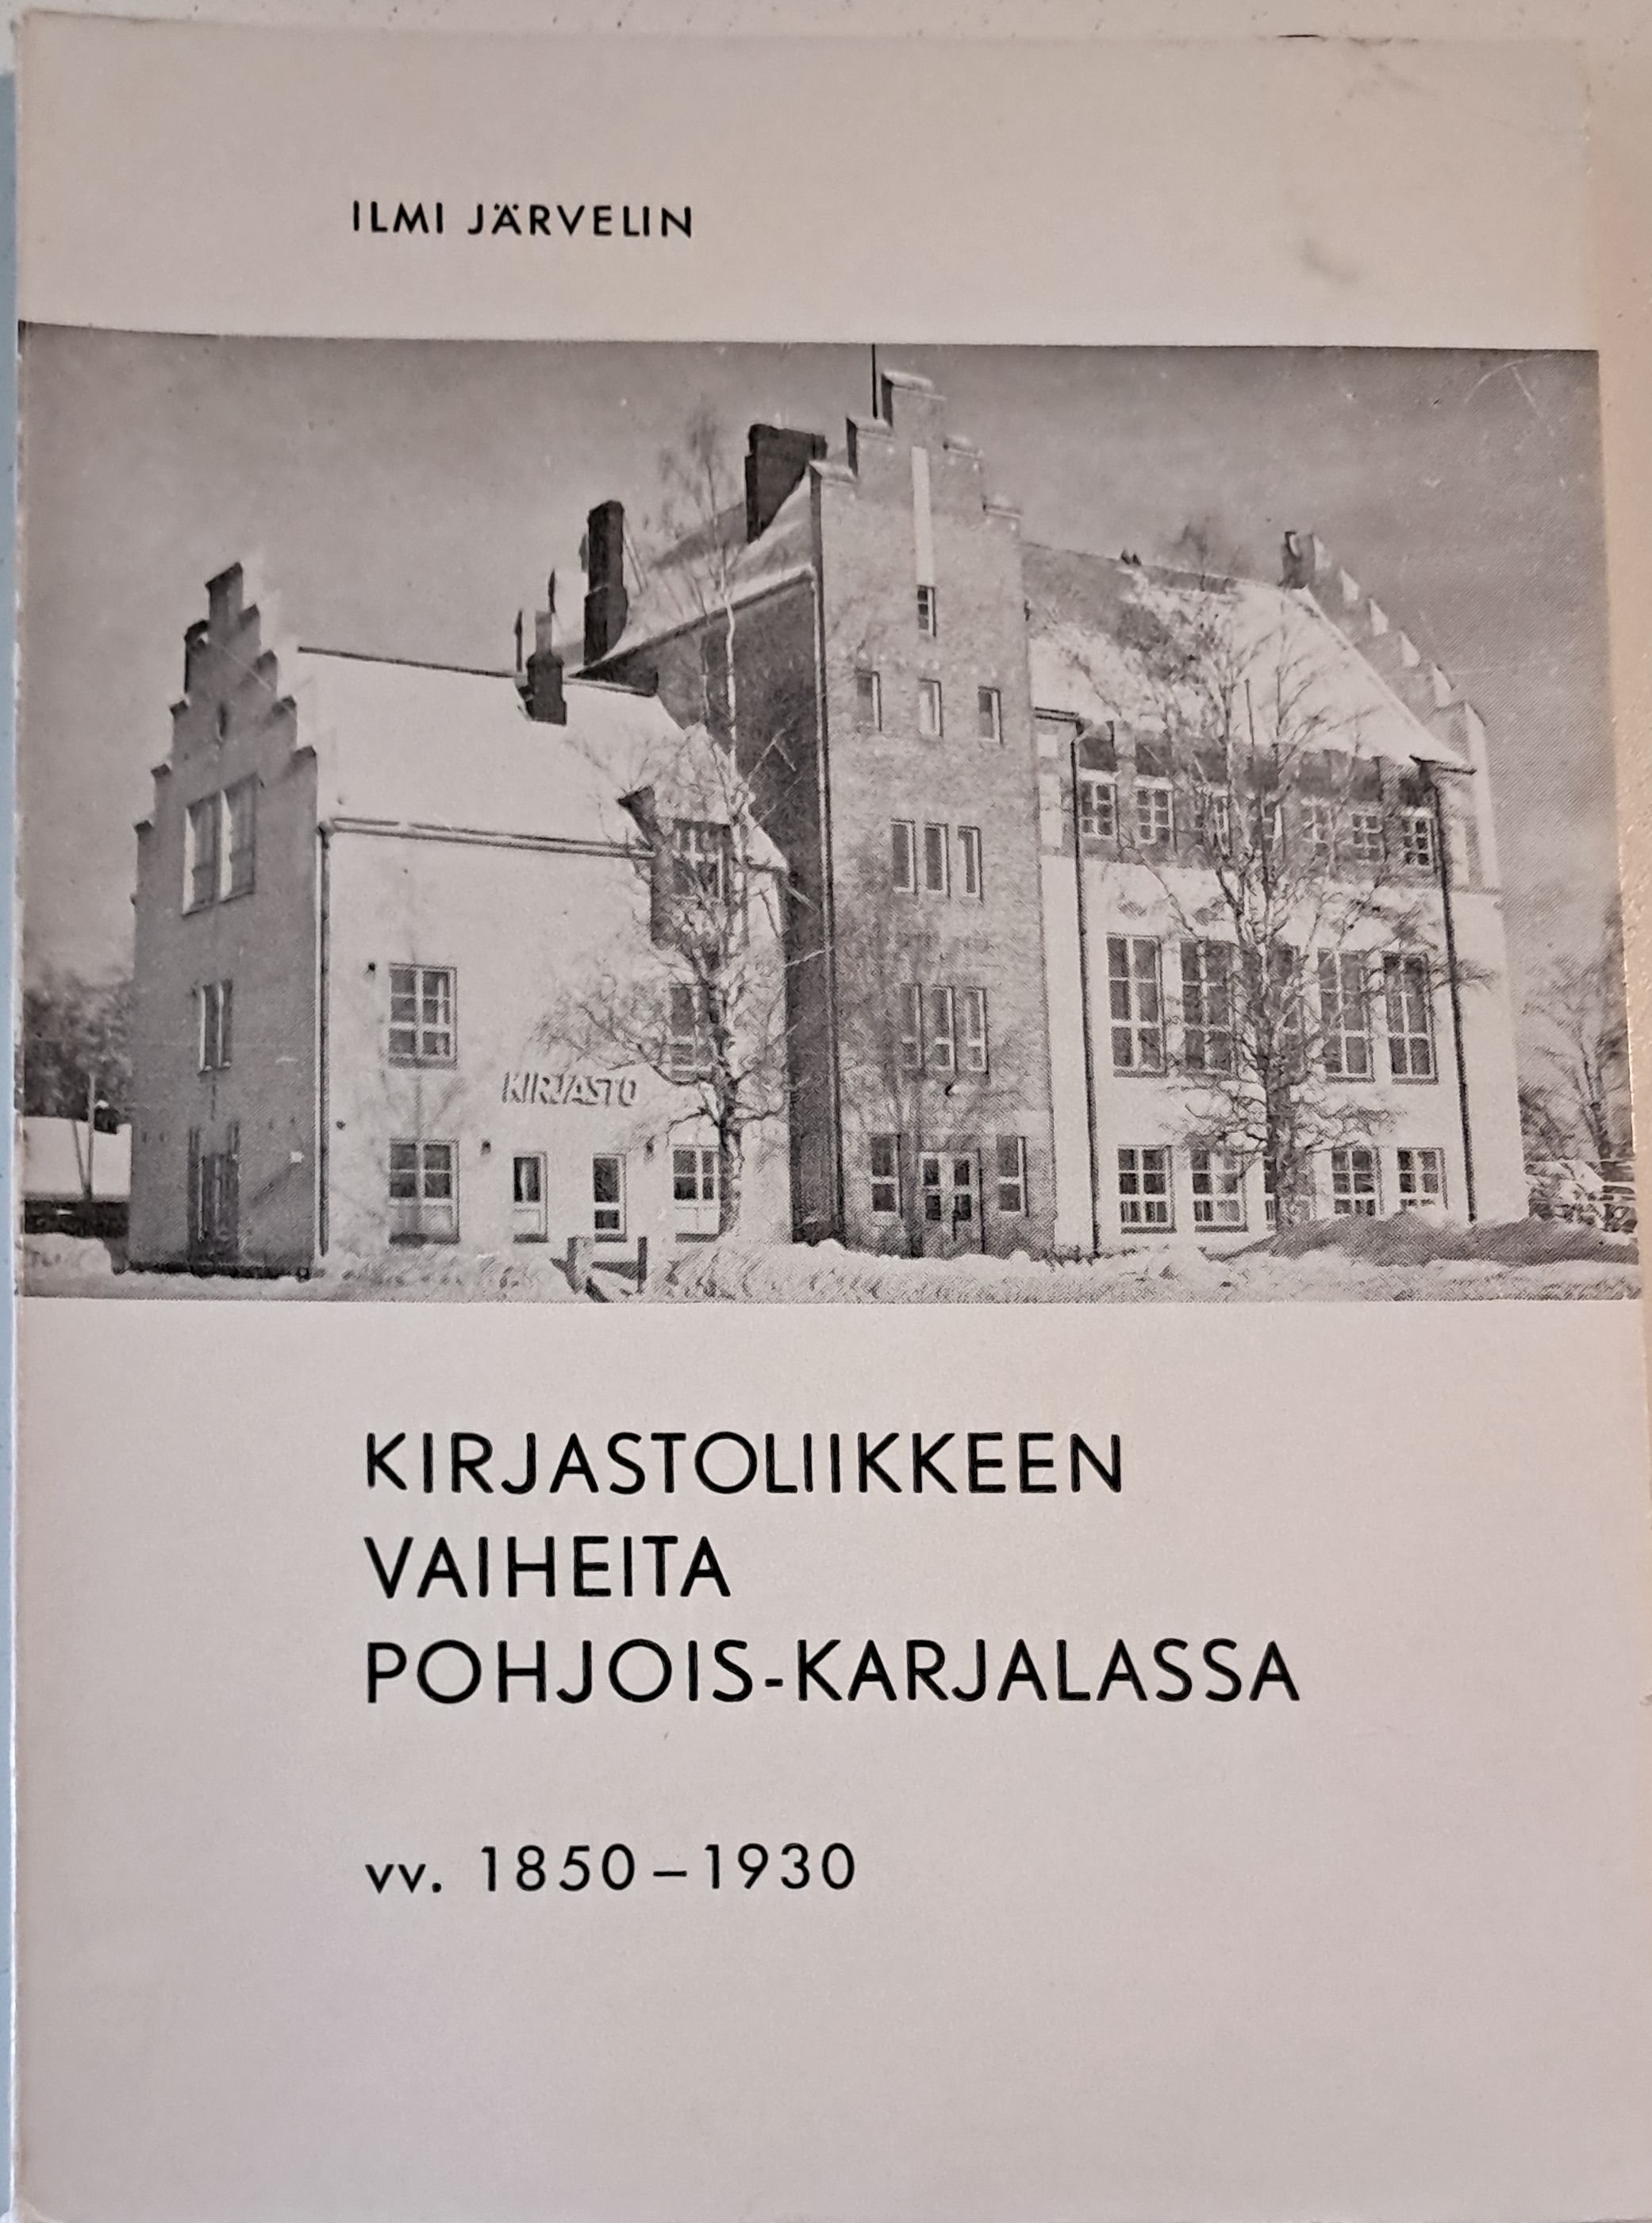 ILMI JÄRVELIN
KIRJASTO
KIRJASTOLIIKKEEN
VAIHEITA
POHJOIS-KARJALASSA
vv. 1850–1930